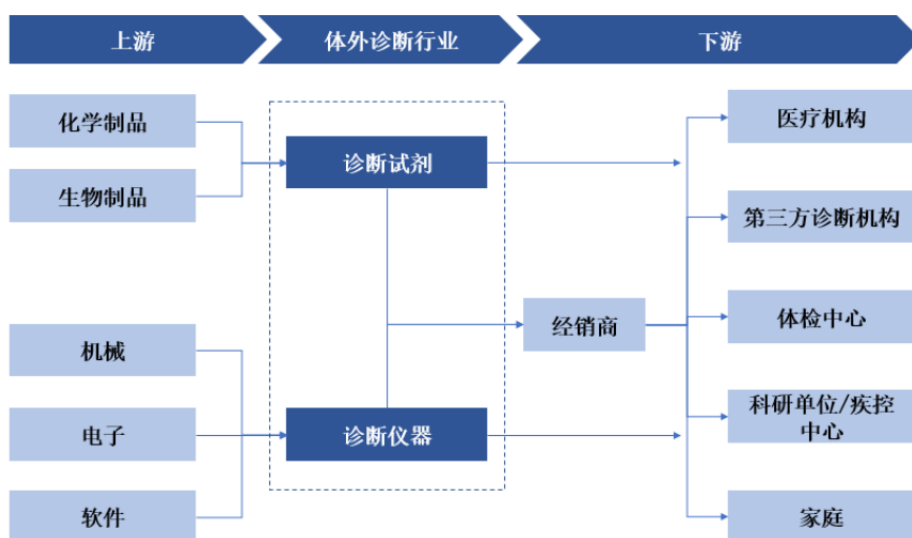 上游
体外诊断行业
下游
化学制品
生物制品
机械
电子
软件
诊断试剂
诊断仪器
经销商
医疗机构
第三方诊断机构
体检中心
科研单位/疾控
中心
家庭